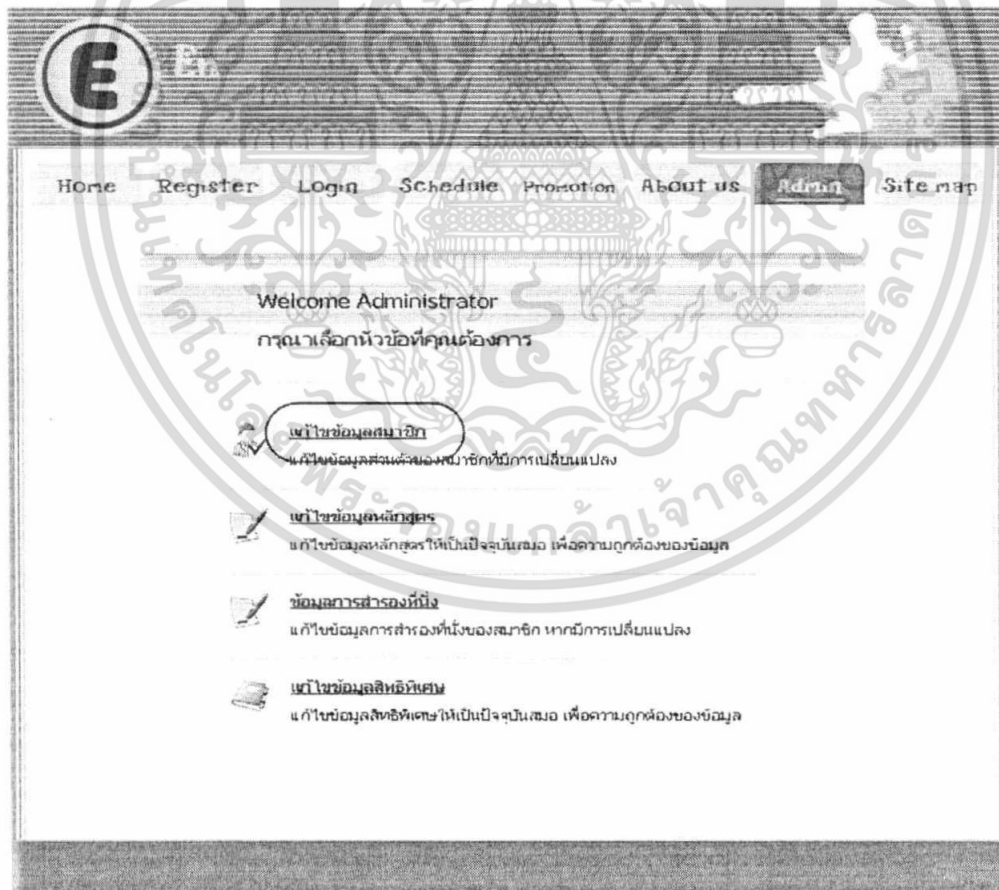 E
Home Register Login Schedule Promotion About us Admin Site map
Welcome Administrator
กรุณาเลือกหัวข้อที่คุณต้องการ
แก้ไขข้อมูลสมาชิก
แก้ไขข้อมูลส่วนตัวของสมาชิกที่มีการเปลี่ยนแปลง
แก้ไขข้อมูลหลักสูตร
แก้ไขข้อมูลหลักสูตรให้เป็นปัจจุบันเสมอ เพื่อความถูกต้องของข้อมูล
ข้อมูลการสำรองที่นั่ง
แก้ไขข้อมูลการสำรองที่นั่งของสมาชิก หากมีการเปลี่ยนแปลง
แก้ไขข้อมูลสิทธิพิเศษ
แก้ไขข้อมูลสิทธิพิเศษให้เป็นปัจจุบันเสมอ เพื่อความถูกต้องของข้อมูล